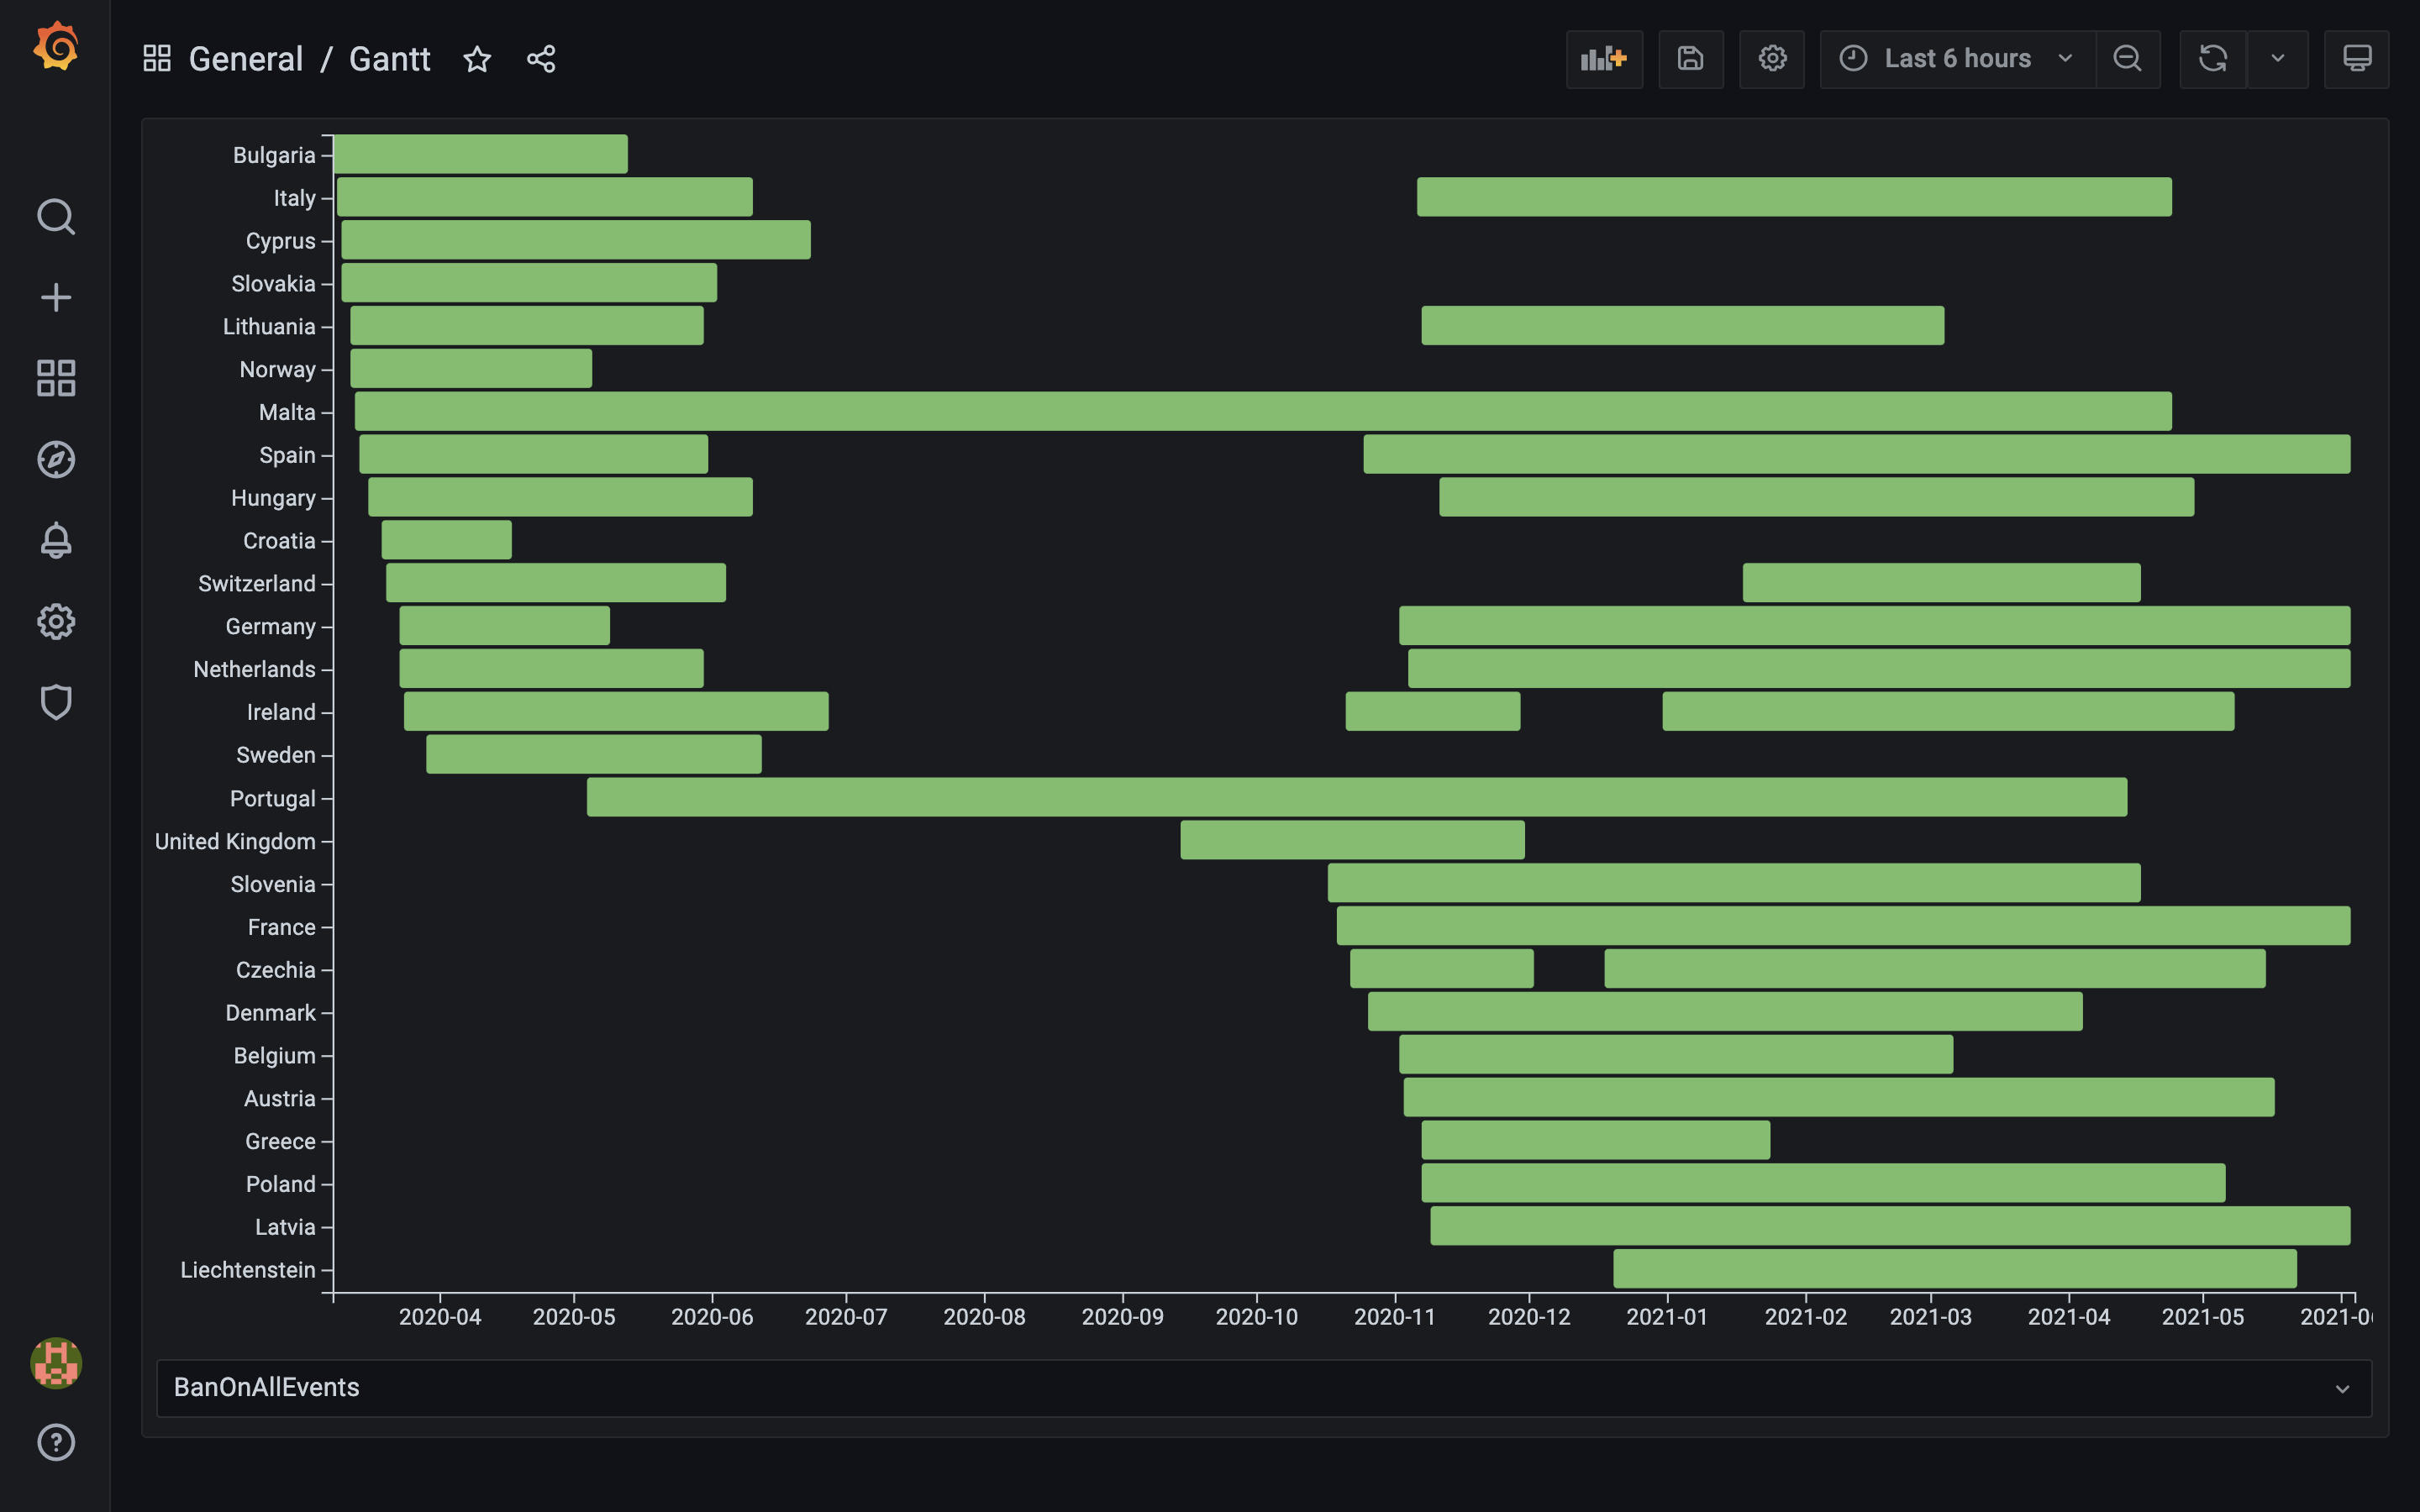 General / Gantt
Last 6 hours
Bulgaria
Italy
Cyprus
Slovakia
Lithuania
Norway
Malta
Spain
Hungary
Croatia
Switzerland
Germany
Netherlands
Ireland
Sweden
Portugal
United Kingdom
Slovenia
France
Czechia
Denmark
Belgium
Austria
Greece
Poland
Latvia
Liechtenstein
2020-04 2020-05 2020-06 2020-07 2020-08 2020-09 2020-10 2020-11 2020-12 2021-01 2021-02 2021-03 2021-04 2021-05 2021-0
BanOnAllEvents